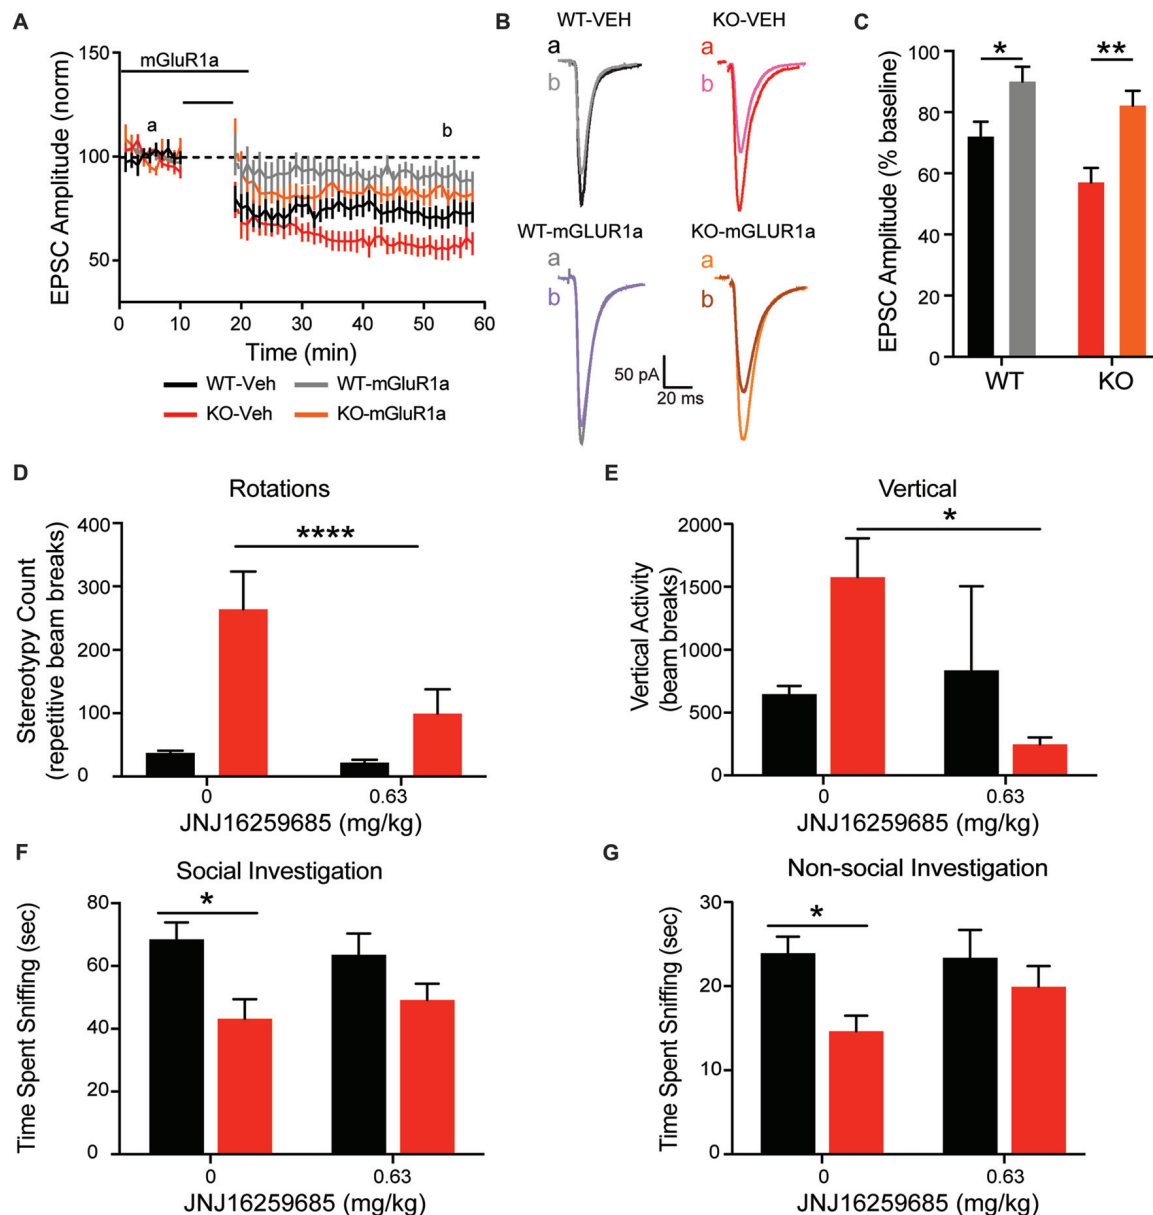 A
EPSC Amplitude (norm)
150
100
50
mGluR1a
a
b
0 10 20 30 40 50 60
Time (min)
WT-Veh WT-mGluR1a
KO-Veh KO-mGluR1a
B
WT-VEH KO-VEH
a a
b b
WT-mGLUR1a KO-mGLUR1a
a a
b b
50 pA
20 ms
C
EPSC Amplitude (% baseline)
100
80
60
40
20
0
* **
WT KO
D
Rotations
Stereotypy Count
(repetitive beam breaks)
400
300
200
100
0
****
0 0.63
JNJ16259685 (mg/kg)
E
Vertical
Vertical Activity
(beam breaks)
2000
1500
1000
500
0
*
0 0.63
JNJ16259685 (mg/kg)
F
Social Investigation
Time Spent Sniffing (sec)
80
60
40
20
0
*
0 0.63
JNJ16259685 (mg/kg)
G
Non-social Investigation
Time Spent Sniffing (sec)
30
20
10
0
*
0 0.63
JNJ16259685 (mg/kg)